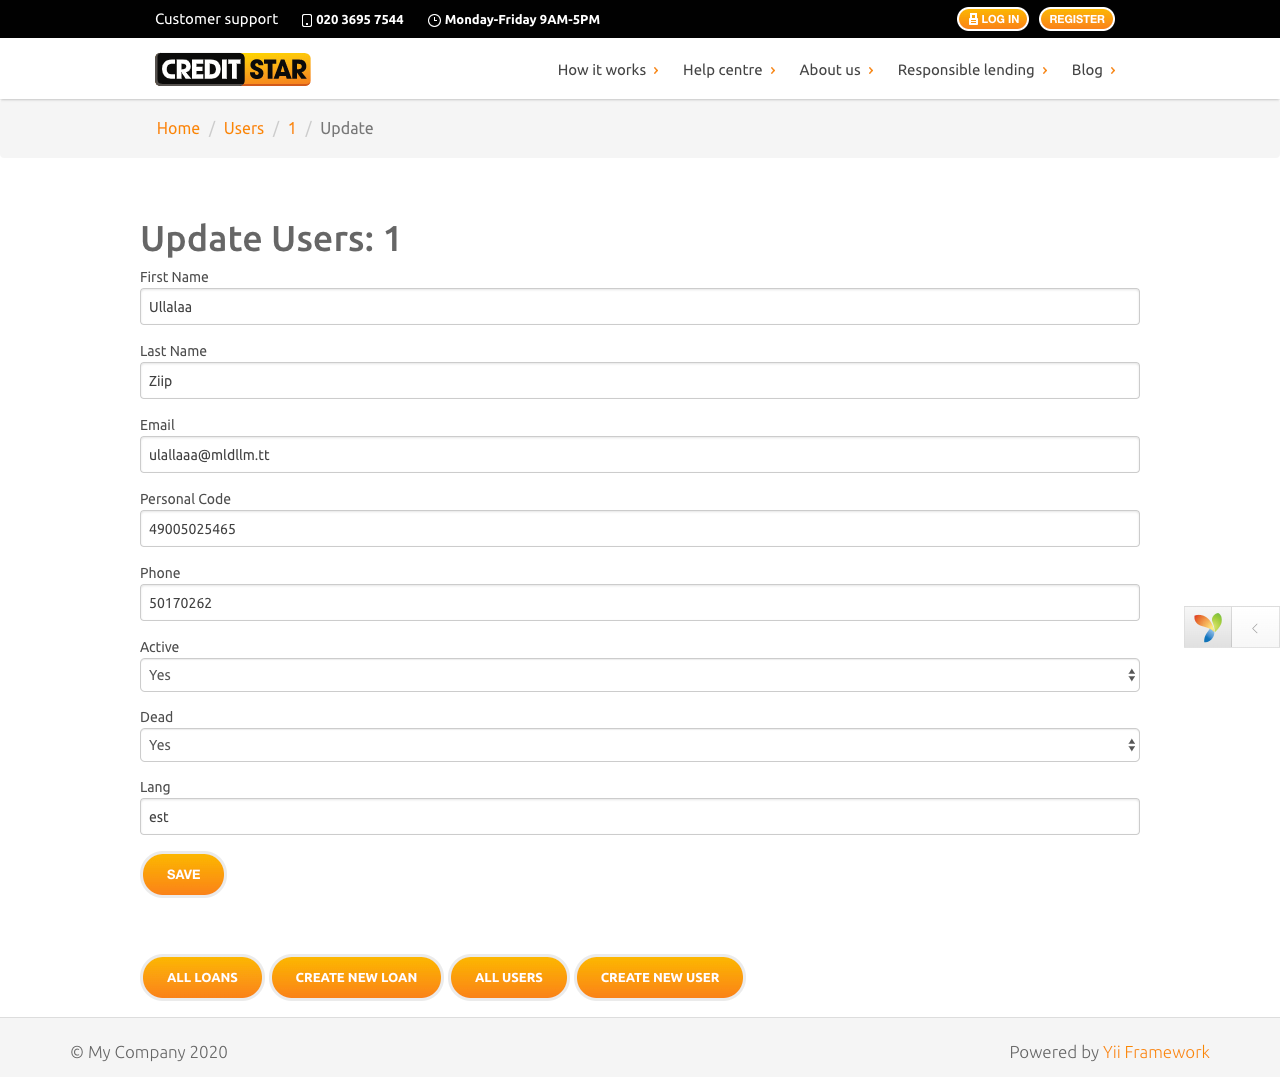 Customer support 020 3695 7544 Monday-Friday 9AM-5PM LOG IN REGISTER
CREDIT STAR How it works Help centre About us Responsible lending Blog
Home / Users / 1 / Update
Update Users: 1
First Name
Ullalaa
Last Name
Ziip
Email
ulallaaa@mldllm.tt
Personal Code
49005025465
Phone
50170262
Active
Yes
Dead
Yes
Lang
est
SAVE
ALL LOANS CREATE NEW LOAN ALL USERS CREATE NEW USER
© My Company 2020 Powered by Yii Framework